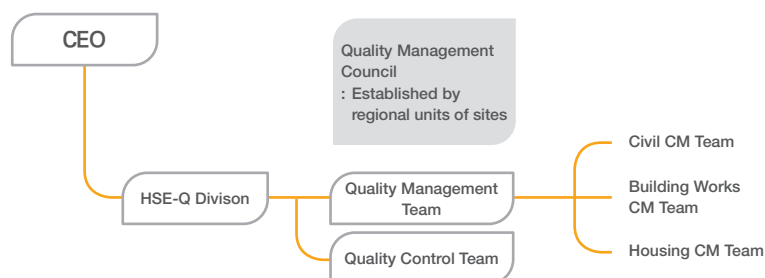 CEO
Quality Management
Council
: Established by
regional units of sites
HSE-Q Divison
Quality Management
Team
Quality Control Team
Civil CM Team
Building Works
CM Team
Housing CM Team